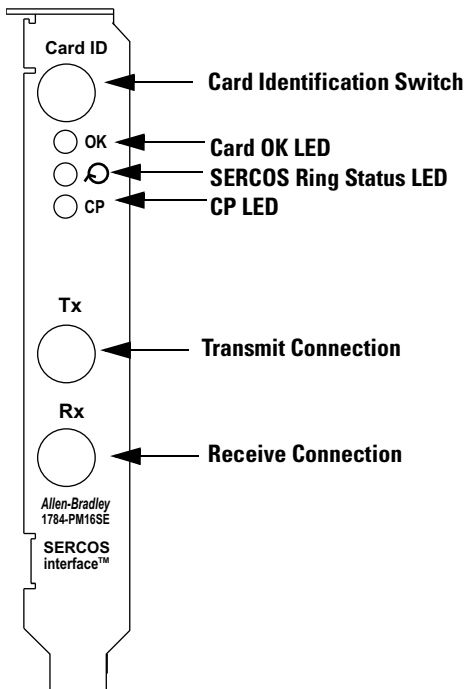 Card ID
Card Identification Switch
OK
Card OK LED
SERCOS Ring Status LED
CP
CP LED
Tx
Transmit Connection
Rx
Receive Connection
Allen-Bradley
1784-PM16SE
SERCOS
interface™